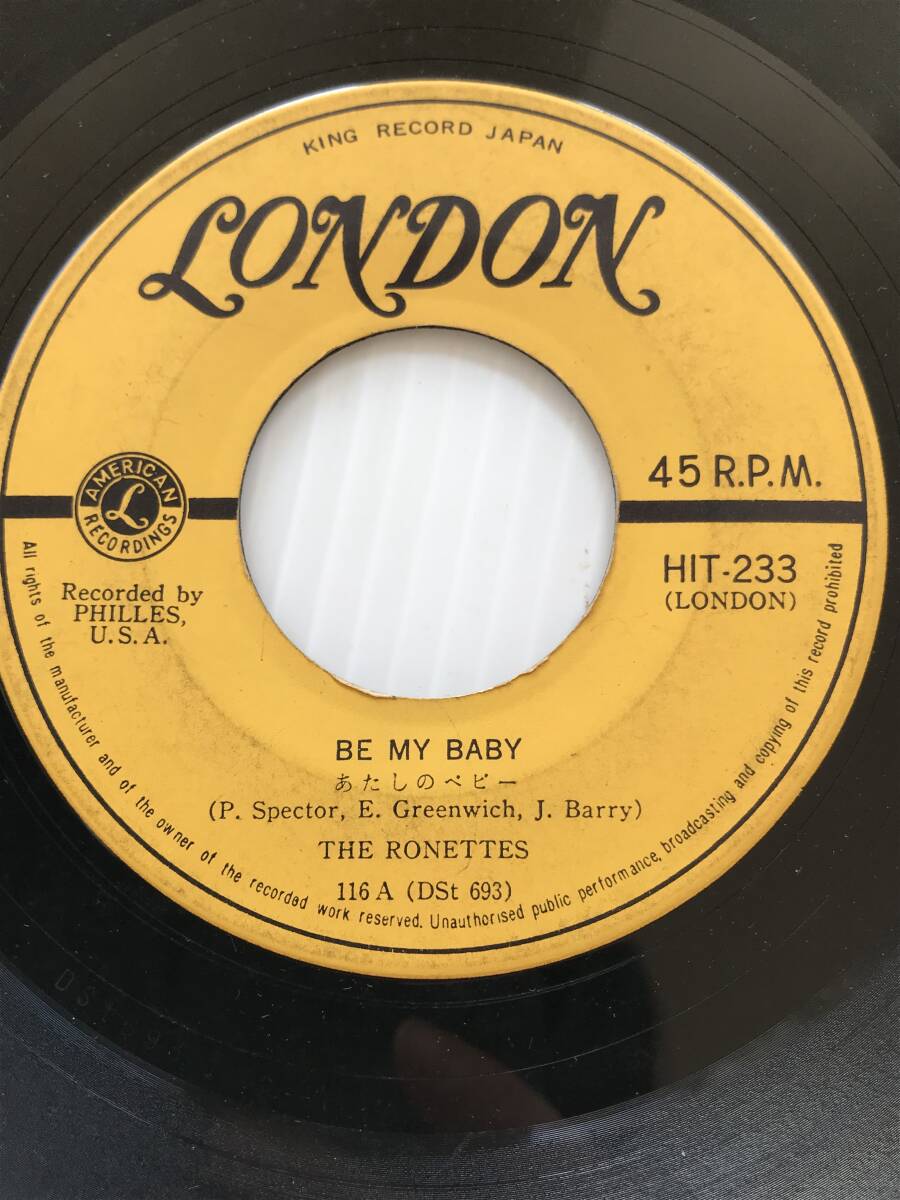 KING RECORD JAPAN
LONDON
AMERICAN
L
RECORDINGS
45 R.P.M.
Recorded by
PHILLES,
U.S.A.
HIT-233
(LONDON)
BE MY BABY
あたしのベビー
(P. Spector, E. Greenwich, J. Barry)
THE RONETTES
116 A (DSt 693)
All rights of the manufacturer and of the owner of the recorded work reserved. Unauthorised public performance, broadcasting and copying of this record prohibited